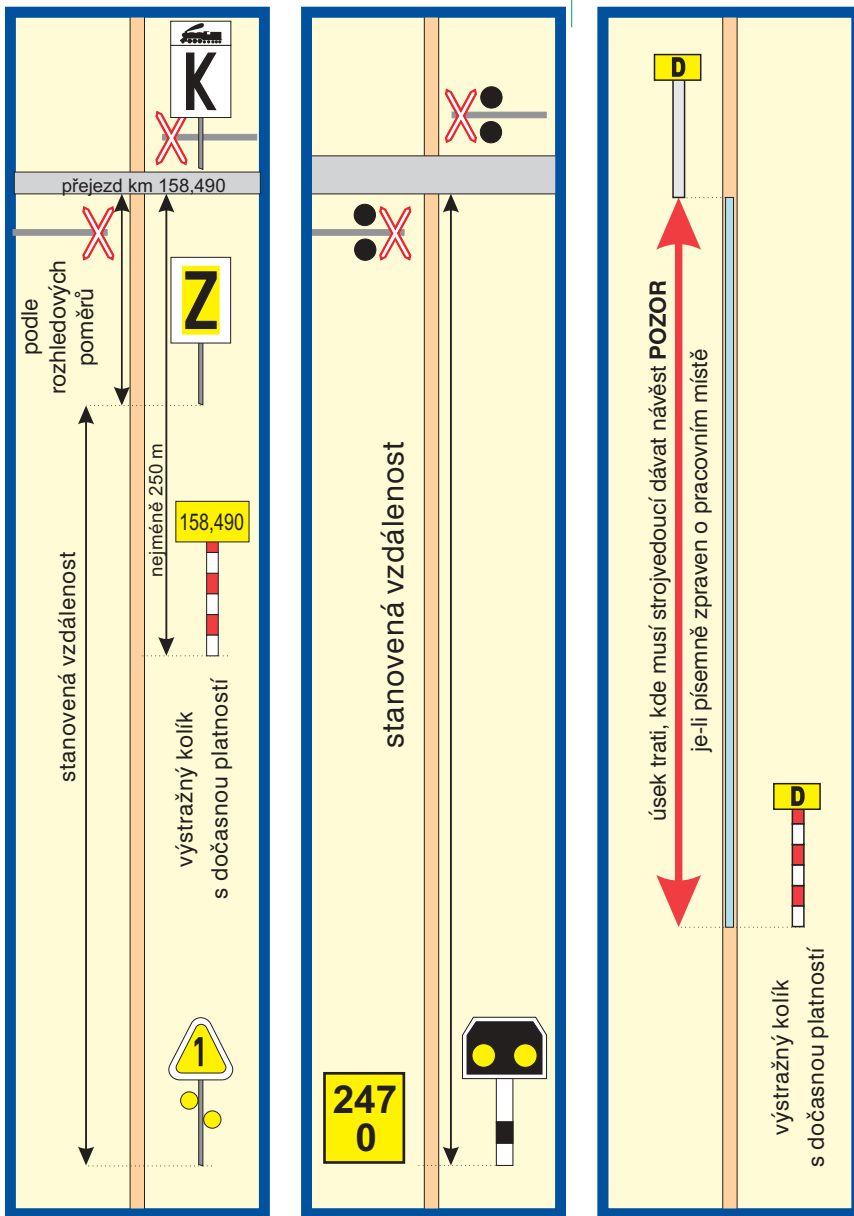 K
přejezd km 158,490
podle
rozhledových
poměrů
Z
nejméně 250 m
158,490
stanovená vzdálenost
výstražný kolík
s dočasnou platností
1
stanovená vzdálenost
247
0
D
úsek trati, kde musí strojvedoucí dávat návěst POZOR
je-li písemně zpraven o pracovním místě
D
výstražný kolík
s dočasnou platností